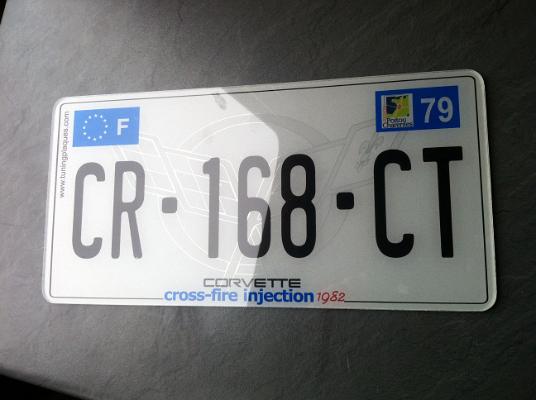 F
79
Poitou
Charentes
www.tuningplaques.com
CR-168-CT
CORVETTE
cross-fire injection 1982